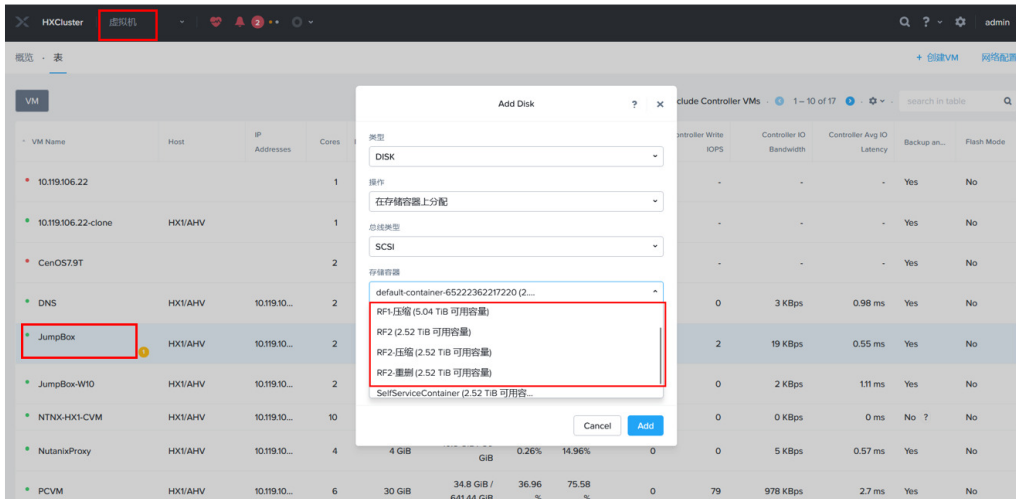 HXCluster 虚拟机 2 admin
概览 · 表 + 创建VM 网络配置
VM Add Disk ? × clude Controller VMs · 1–10 of 17 · search in table
VM Name Host IP Addresses Cores ontroller Write IOPS Controller IO Bandwidth Controller Avg IO Latency Backup an... Flash Mode
类型
DISK
10.119.106.22 1 - - - Yes No
操作
在存储容器上分配
10.119.106.22-clone HX1/AHV 1 - - - Yes No
总线类型
SCSI
CenOS7.9T 2 - - - Yes No
存储容器
default-container-65222362217220 (2....
DNS HX1/AHV 10.119.10... 2 0 3 KBps 0.98 ms Yes No
RF1-压缩 (5.04 TiB 可用容量)
RF2 (2.52 TiB 可用容量)
JumpBox HX1/AHV 10.119.10... 2 2 19 KBps 0.55 ms Yes No
RF2-压缩 (2.52 TiB 可用容量)
RF2-重删 (2.52 TiB 可用容量)
JumpBox-W10 HX1/AHV 10.119.10... 2 0 2 KBps 1.11 ms Yes No
SelfServiceContainer (2.52 TiB 可用容...
NTNX-HX1-CVM HX1/AHV 10.119.10... 10 0 0 KBps 0 ms No ? No
Cancel Add
NutanixProxy HX1/AHV 10.119.10... 4 4 GiB GiB 0.26% 14.96% 0 0 5 KBps 0.57 ms Yes No
PCVM HX1/AHV 10.119.10... 6 30 GiB 34.8 GiB / 641.44 GiB 36.96 % 75.58 % 0 79 978 KBps 2.7 ms Yes No